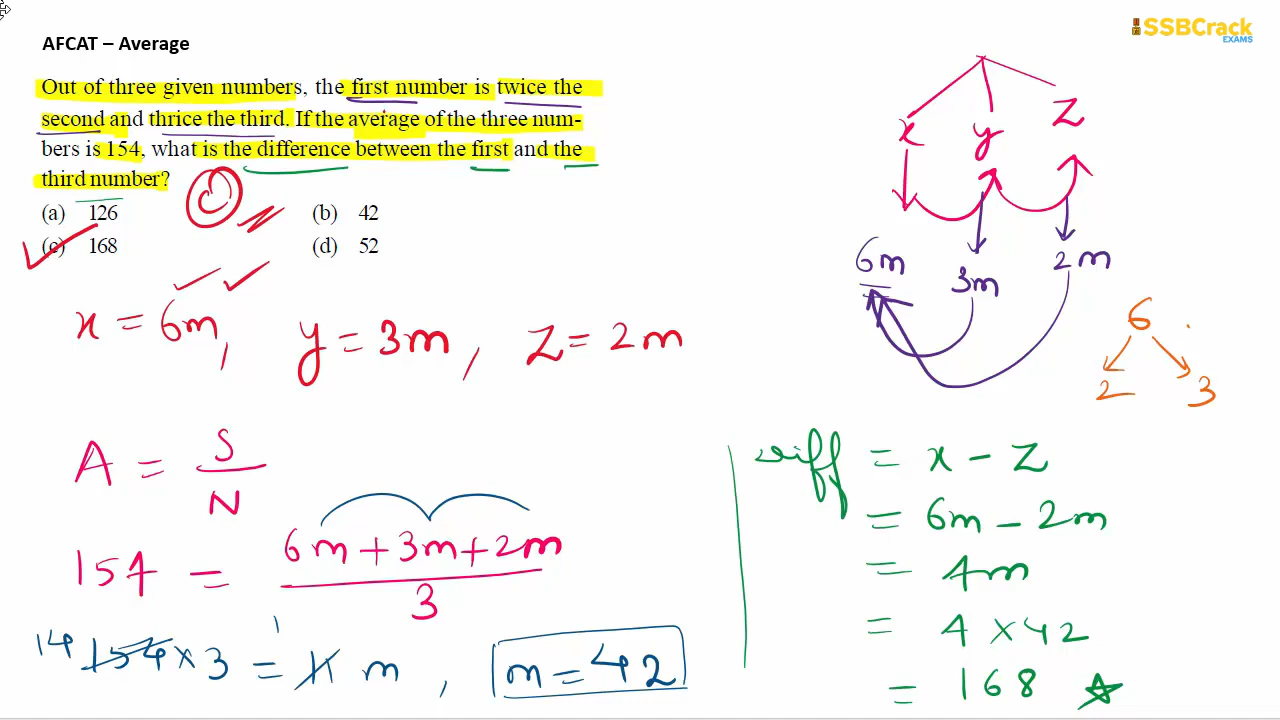 SSBCrack
EXAMS
AFCAT – Average
Out of three given numbers, the first number is twice the
second and thrice the third. If the average of the three num-
bers is 154, what is the difference between the first and the
third number?
(a) 126 (b) 42
(c) 168 (d) 52
C
x y z
6m 3m 2m
6
2 3
x = 6m, y = 3m, z = 2m
A = S/N
154 = 6m + 3m + 2m / 3
14 154 × 3 = 11 m, m = 42
1
diff = x - z
= 6m - 2m
= 4m
= 4 × 42
= 168